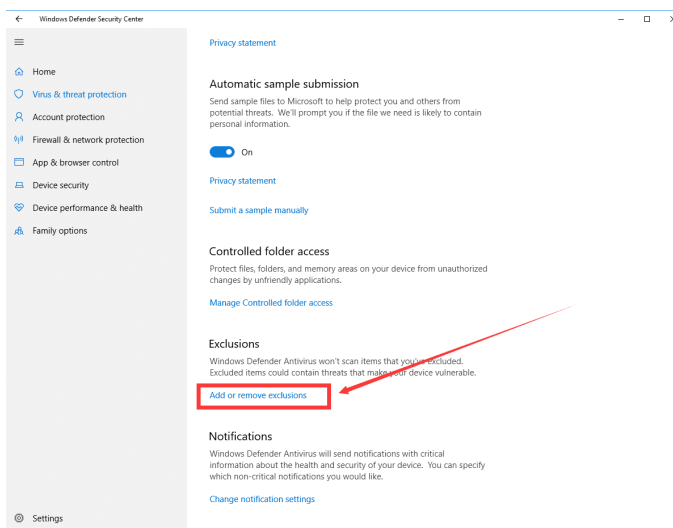 Windows Defender Security Center
Home
Virus & threat protection
Account protection
Firewall & network protection
App & browser control
Device security
Device performance & health
Family options
Settings
Privacy statement
Automatic sample submission
Send sample files to Microsoft to help protect you and others from
potential threats. We'll prompt you if the file we need is likely to contain
personal information.
On
Privacy statement
Submit a sample manually
Controlled folder access
Protect files, folders, and memory areas on your device from unauthorized
changes by unfriendly applications.
Manage Controlled folder access
Exclusions
Windows Defender Antivirus won't scan items that you've excluded.
Excluded items could contain threats that make your device vulnerable.
Add or remove exclusions
Notifications
Windows Defender Antivirus will send notifications with critical
information about the health and security of your device. You can specify
which non-critical notifications you would like.
Change notification settings